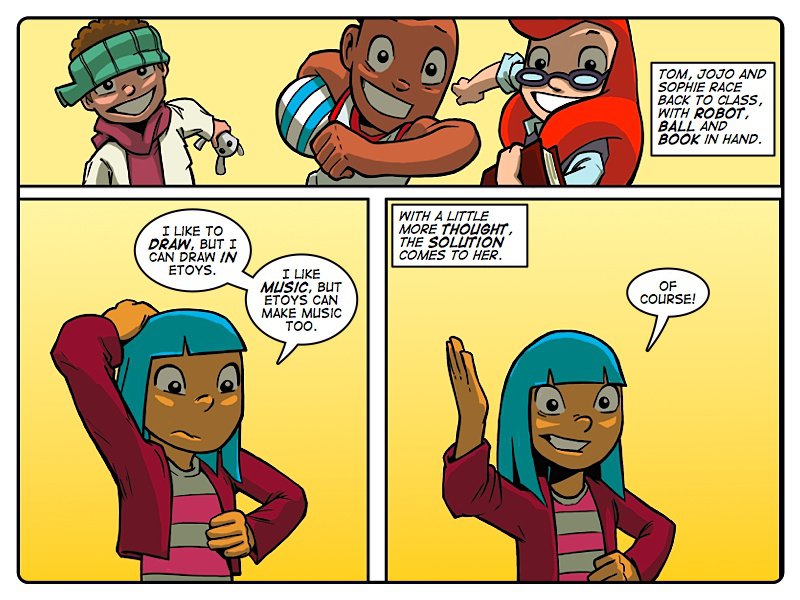 TOM, JOJO AND
SOPHIE RACE
BACK TO CLASS,
WITH ROBOT,
BALL AND
BOOK IN HAND.
I LIKE TO
DRAW, BUT I
CAN DRAW IN
ETOYS.
I LIKE
MUSIC, BUT
ETOYS CAN
MAKE MUSIC
TOO.
WITH A LITTLE
MORE THOUGHT,
THE SOLUTION
COMES TO HER.
OF
COURSE!